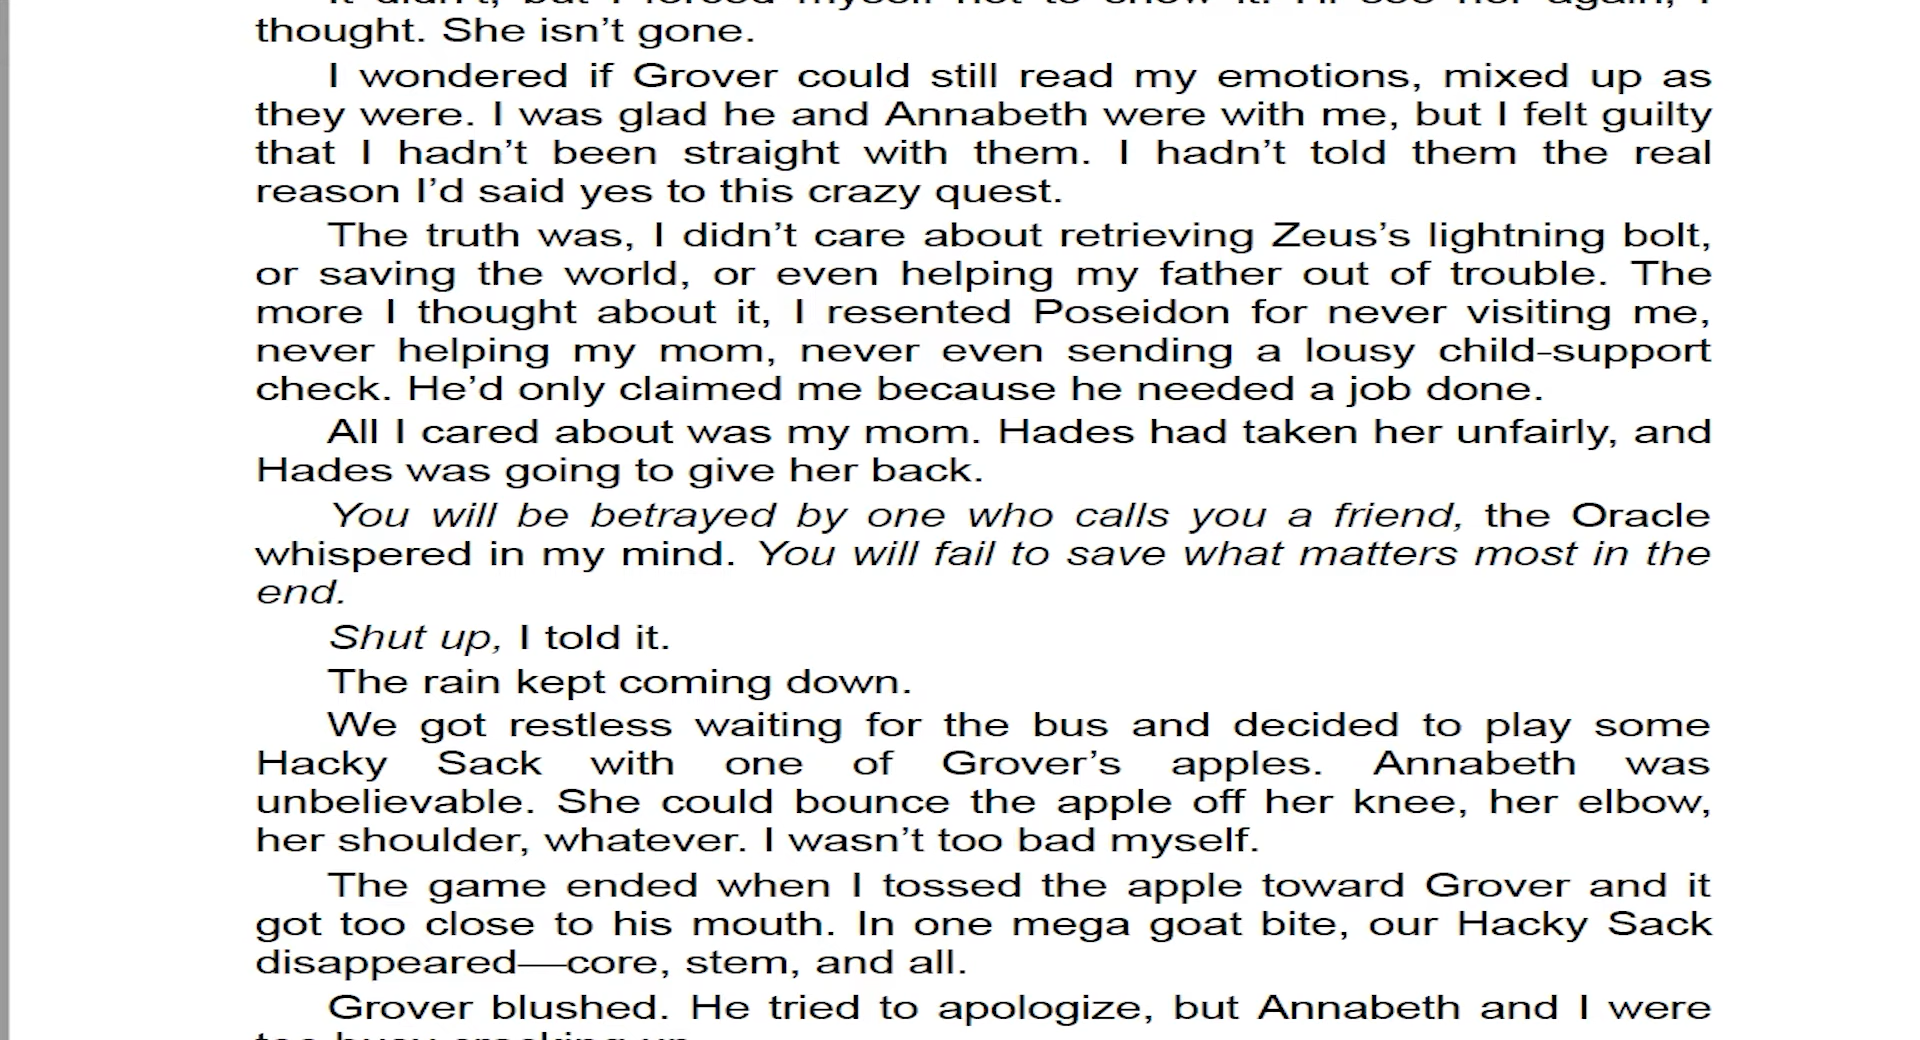 thought. She isn’t gone.
I wondered if Grover could still read my emotions, mixed up as
they were. I was glad he and Annabeth were with me, but I felt guilty
that I hadn’t been straight with them. I hadn’t told them the real
reason I’d said yes to this crazy quest.
The truth was, I didn’t care about retrieving Zeus’s lightning bolt,
or saving the world, or even helping my father out of trouble. The
more I thought about it, I resented Poseidon for never visiting me,
never helping my mom, never even sending a lousy child-support
check. He’d only claimed me because he needed a job done.
All I cared about was my mom. Hades had taken her unfairly, and
Hades was going to give her back.
You will be betrayed by one who calls you a friend, the Oracle
whispered in my mind. You will fail to save what matters most in the
end.
Shut up, I told it.
The rain kept coming down.
We got restless waiting for the bus and decided to play some
Hacky Sack with one of Grover’s apples. Annabeth was
unbelievable. She could bounce the apple off her knee, her elbow,
her shoulder, whatever. I wasn’t too bad myself.
The game ended when I tossed the apple toward Grover and it
got too close to his mouth. In one mega goat bite, our Hacky Sack
disappeared—core, stem, and all.
Grover blushed. He tried to apologize, but Annabeth and I were